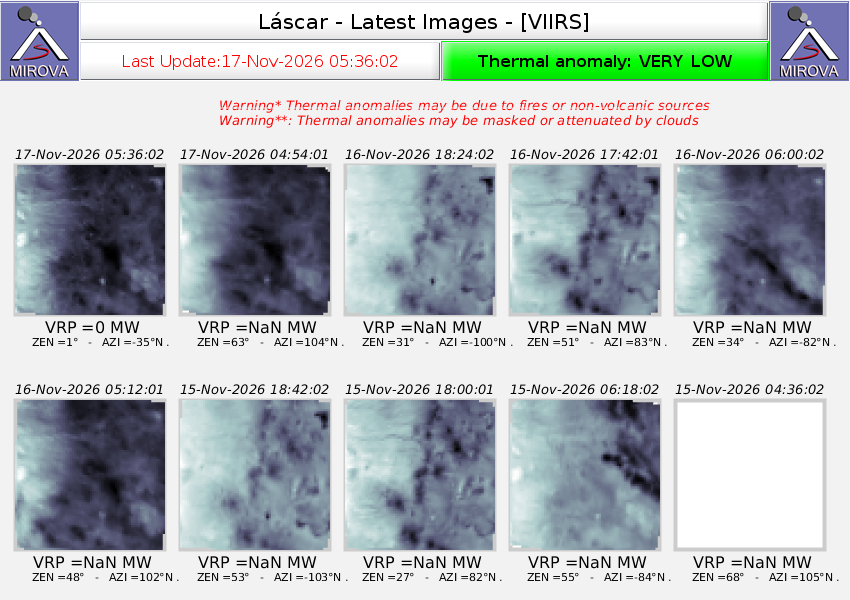 Láscar - Latest Images - [VIIRS]
MIROVA
Last Update:17-Nov-2026 05:36:02
Thermal anomaly: VERY LOW
MIROVA
Warning* Thermal anomalies may be due to fires or non-volcanic sources
Warning**: Thermal anomalies may be masked or attenuated by clouds
17-Nov-2026 05:36:02
17-Nov-2026 04:54:01
16-Nov-2026 18:24:02
16-Nov-2026 17:42:01
16-Nov-2026 06:00:02
VRP =0 MW
VRP =NaN MW
VRP =NaN MW
VRP =NaN MW
VRP =NaN MW
ZEN =1° - AZI =-35°N .
ZEN =63° - AZI =104°N .
ZEN =31° - AZI =-100°N .
ZEN =51° - AZI =83°N .
ZEN =34° - AZI =-82°N .
16-Nov-2026 05:12:01
15-Nov-2026 18:42:02
15-Nov-2026 18:00:01
15-Nov-2026 06:18:02
15-Nov-2026 04:36:02
VRP =NaN MW
VRP =NaN MW
VRP =NaN MW
VRP =NaN MW
VRP =NaN MW
ZEN =48° - AZI =102°N .
ZEN =53° - AZI =-103°N .
ZEN =27° - AZI =82°N .
ZEN =55° - AZI =-84°N .
ZEN =68° - AZI =105°N .